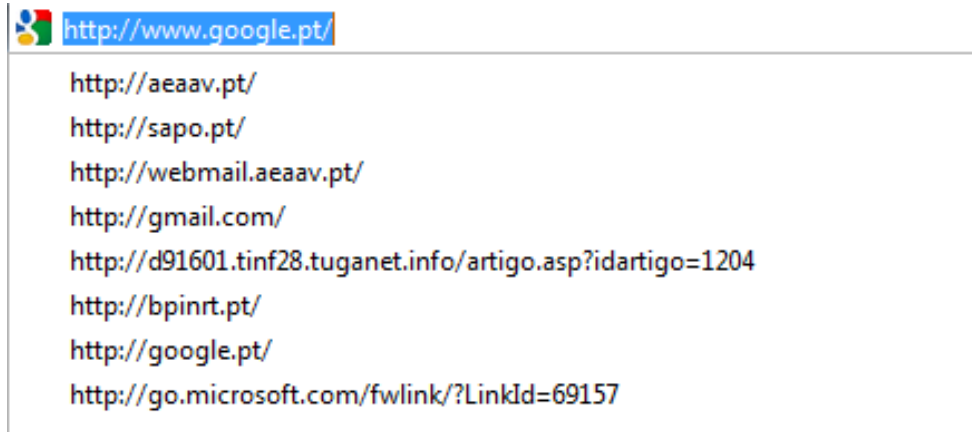 http://www.google.pt/
http://aeaav.pt/
http://sapo.pt/
http://webmail.aeaav.pt/
http://gmail.com/
http://d91601.tinf28.tuganet.info/artigo.asp?idartigo=1204
http://bpinrt.pt/
http://google.pt/
http://go.microsoft.com/fwlink/?LinkId=69157